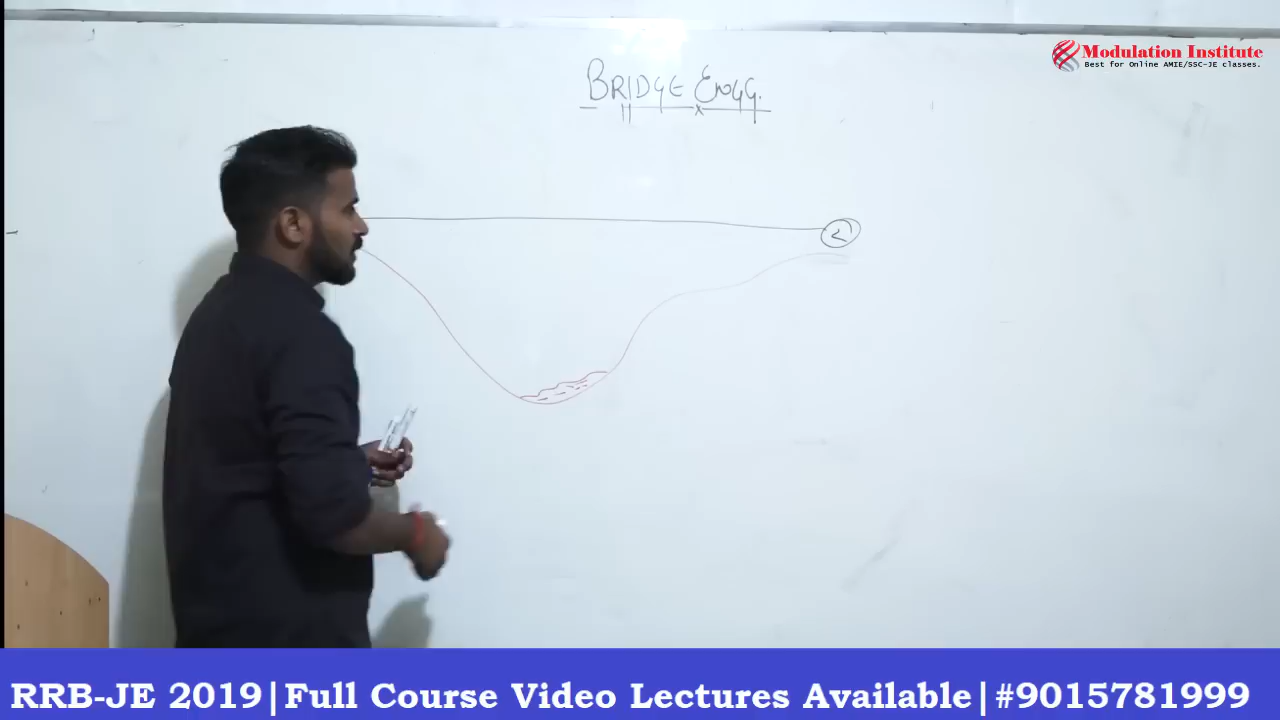 Modulation Institute
Best for Online AMIE/SSC-JE classes.
BRIDGE Engg.
RRB-JE 2019|Full Course Video Lectures Available|#9015781999